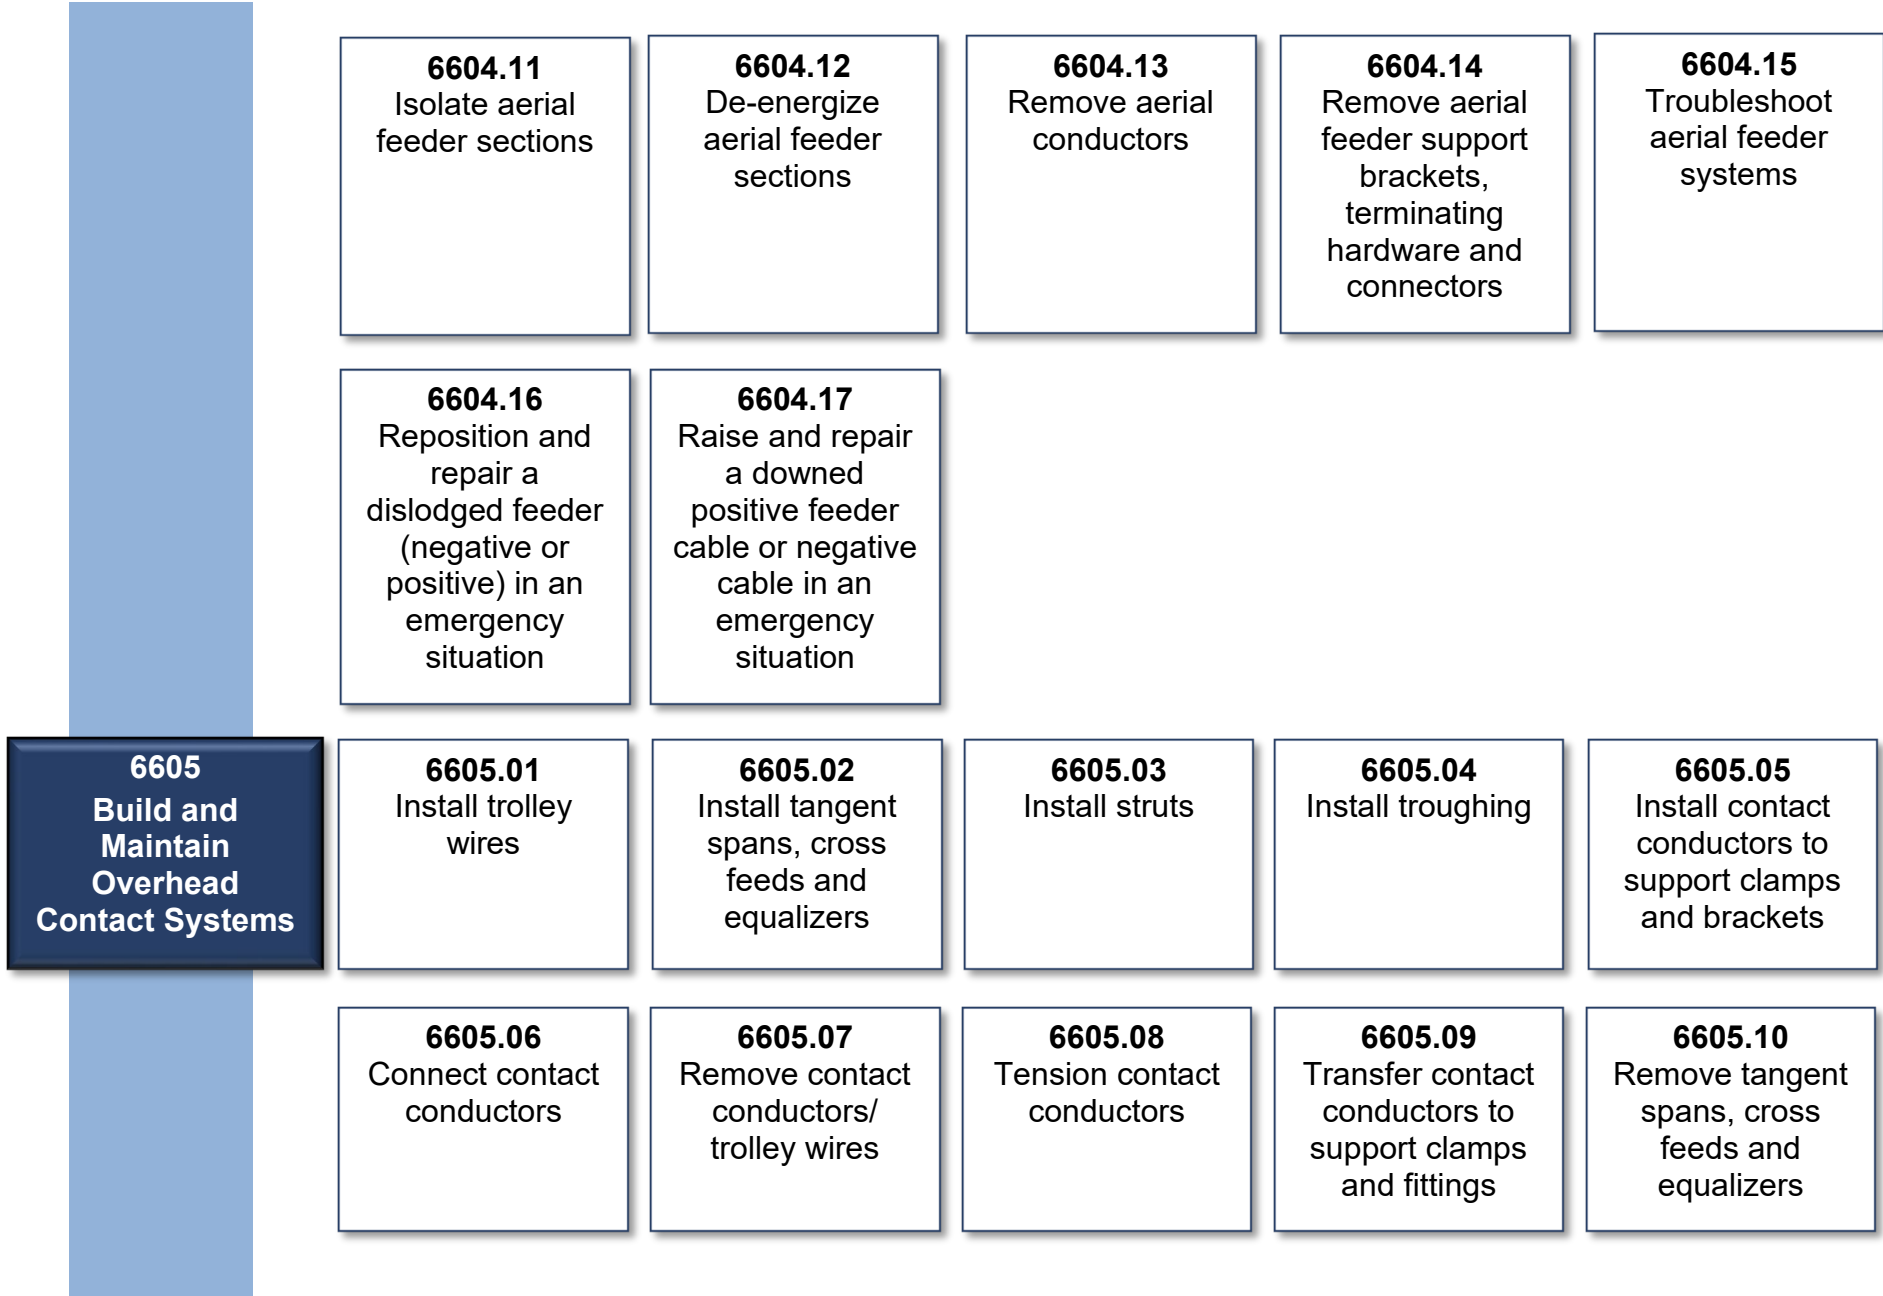 6604.11
Isolate aerial
feeder sections
6604.12
De-energize
aerial feeder
sections
6604.13
Remove aerial
conductors
6604.14
Remove aerial
feeder support
brackets,
terminating
hardware and
connectors
6604.15
Troubleshoot
aerial feeder
systems
6604.16
Reposition and
repair a
dislodged feeder
(negative or
positive) in an
emergency
situation
6604.17
Raise and repair
a downed
positive feeder
cable or negative
cable in an
emergency
situation
6605
Build and
Maintain
Overhead
Contact Systems
6605.01
Install trolley
wires
6605.02
Install tangent
spans, cross
feeds and
equalizers
6605.03
Install struts
6605.04
Install troughing
6605.05
Install contact
conductors to
support clamps
and brackets
6605.06
Connect contact
conductors
6605.07
Remove contact
conductors/
trolley wires
6605.08
Tension contact
conductors
6605.09
Transfer contact
conductors to
support clamps
and fittings
6605.10
Remove tangent
spans, cross
feeds and
equalizers